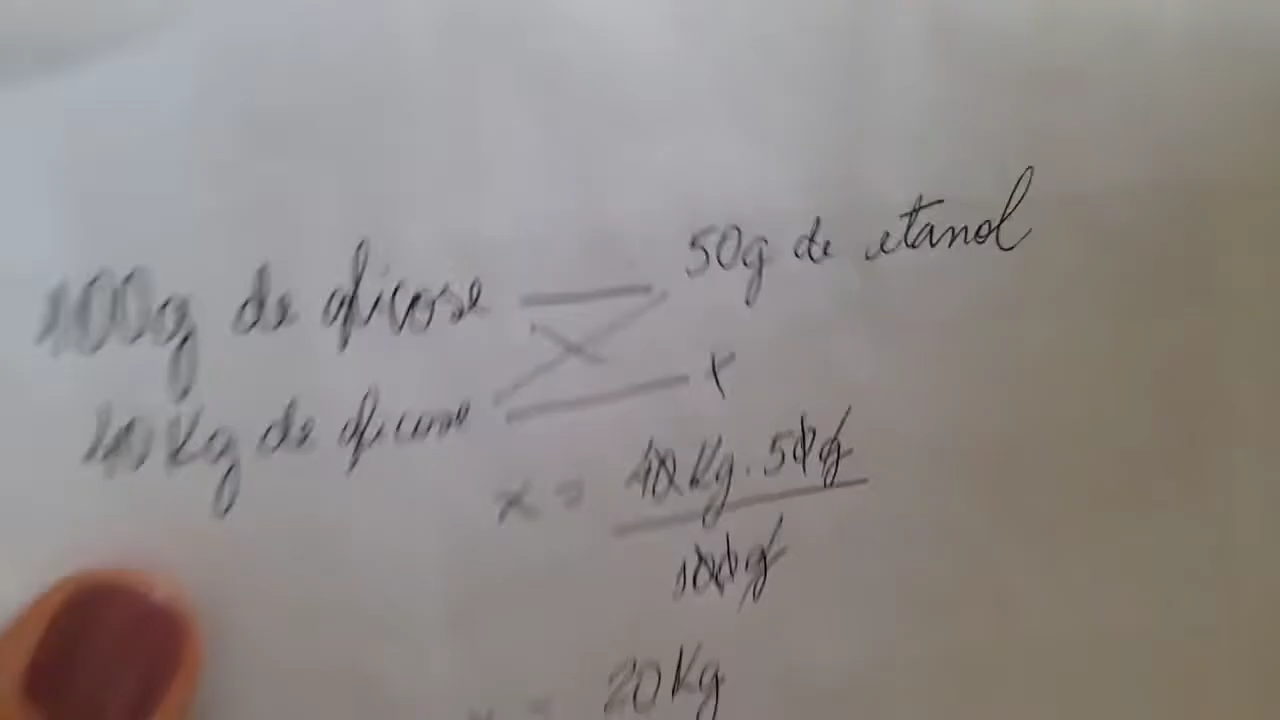 100g de glicose 50g de etanol
40Kg de glicose x
x = 40Kg . 50g
100g
x = 20Kg